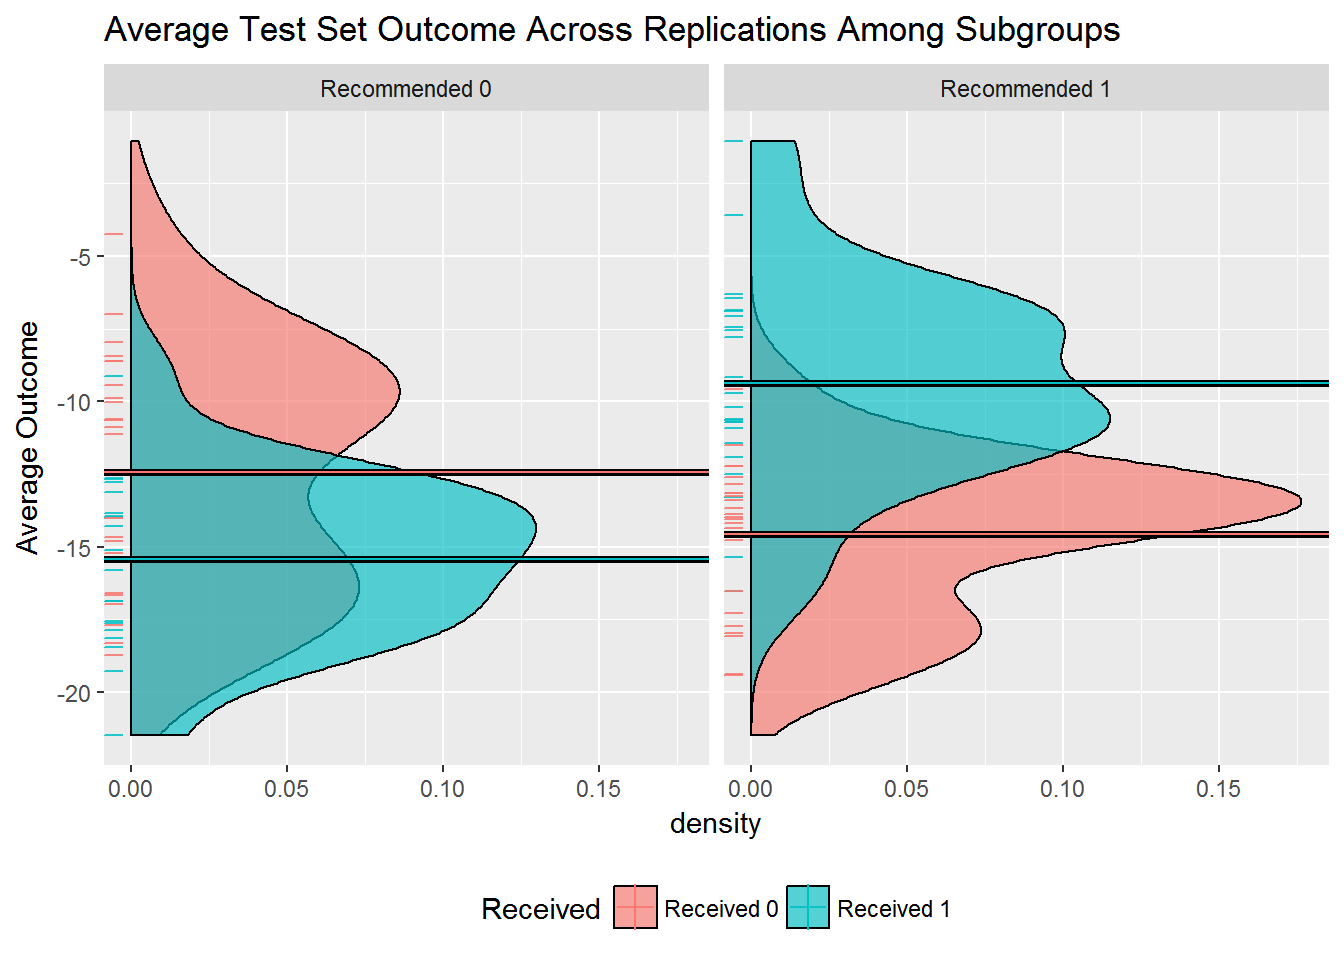 Average Test Set Outcome Across Replications Among Subgroups
Recommended 0
Recommended 1
Average Outcome
-5
-10
-15
-20
0.00
0.05
0.10
0.15
0.00
0.05
0.10
0.15
density
Received
Received 0
Received 1